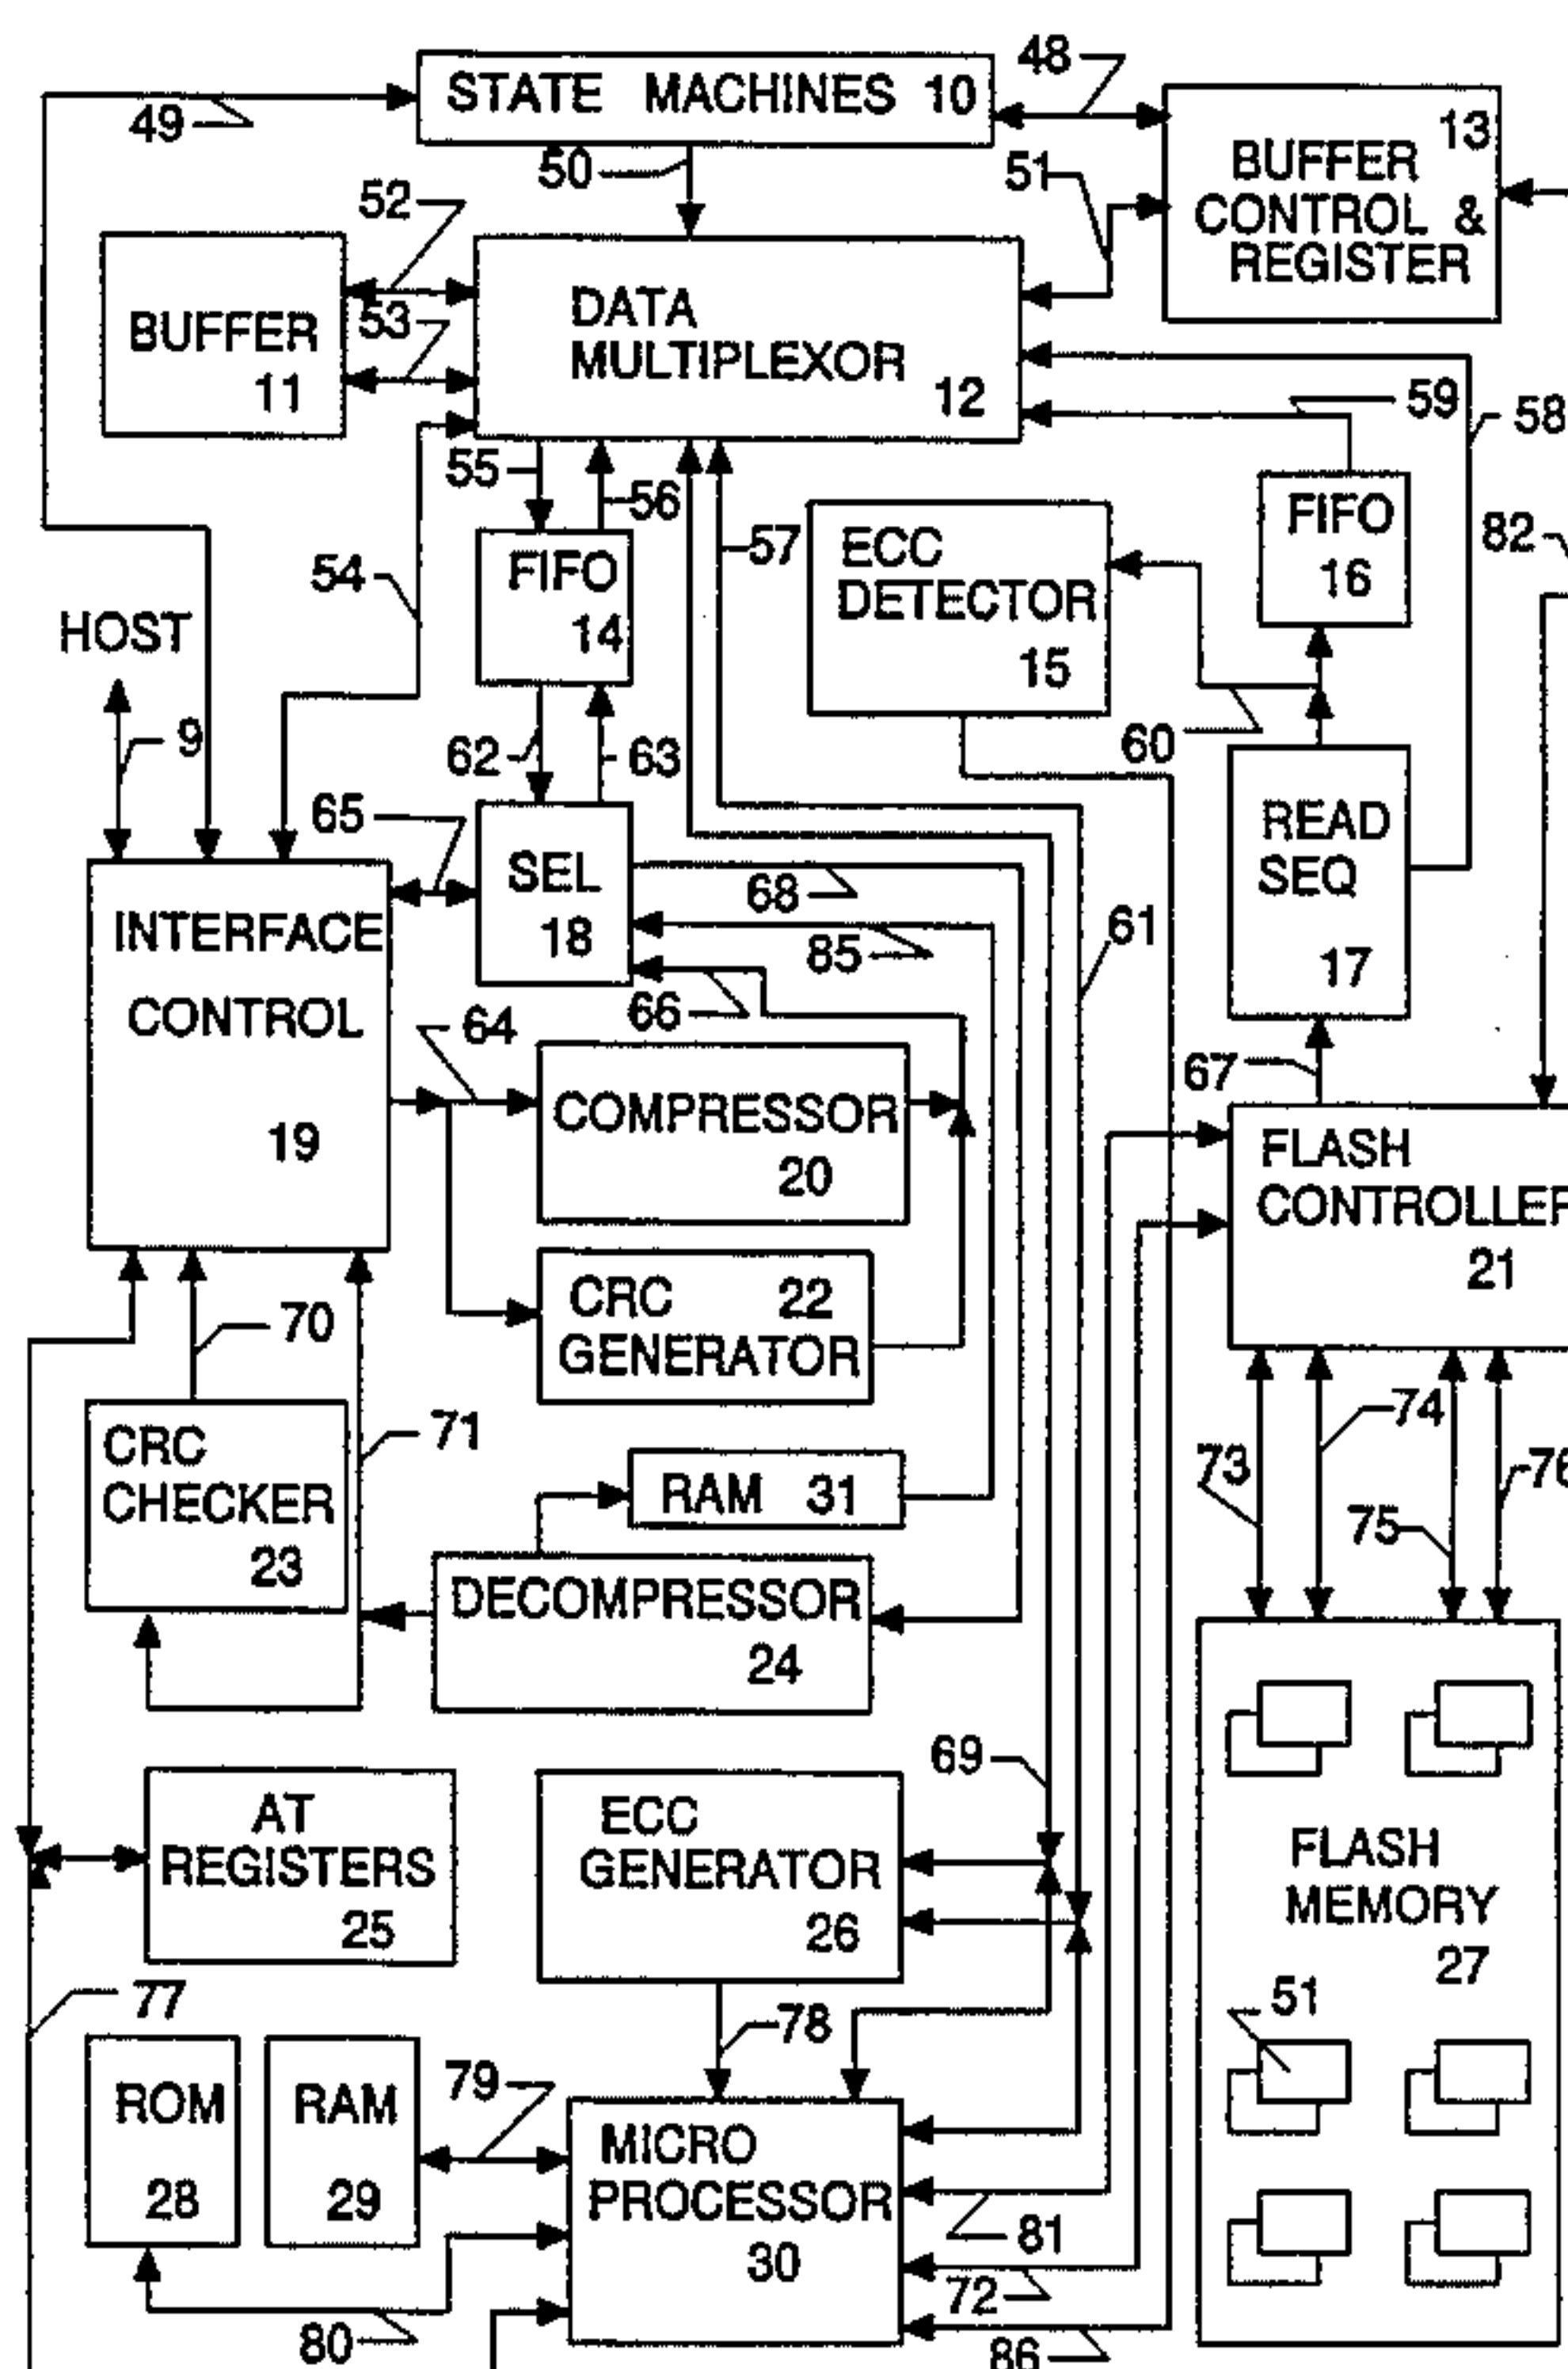 48
STATE MACHINES 10
49
13
BUFFER
CONTROL &
REGISTER
50
51
52
BUFFER
11
53
DATA
MULTIPLEXOR
12
59
58
55
56
57
54
FIFO
14
ECC
DETECTOR
15
FIFO
16
82
HOST
9
62
63
60
65
SEL
18
68
85
66
61
READ
SEQ
17
INTERFACE
CONTROL
19
64
67
COMPRESSOR
20
FLASH
CONTROLLER
21
CRC 22
GENERATOR
70
71
73
74
75
76
CRC
CHECKER
23
RAM 31
DECOMPRESSOR
24
69
AT
REGISTERS
25
ECC
GENERATOR
26
FLASH
MEMORY
27
51
77
78
79
ROM
28
RAM
29
MICRO
PROCESSOR
30
81
72
80
86